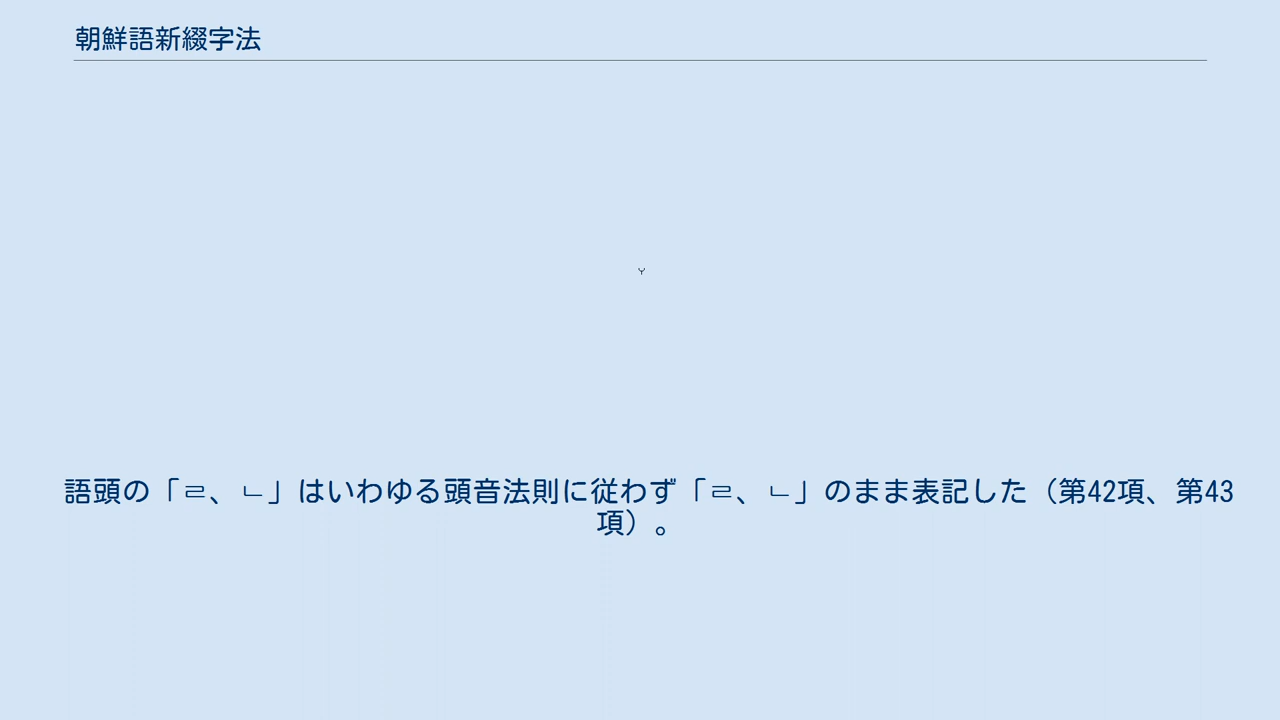 朝鮮語新綴字法
語頭の「ㄹ、ㄴ」はいわゆる頭音法則に従わず「ㄹ、ㄴ」のまま表記した（第42項、第43
項）。